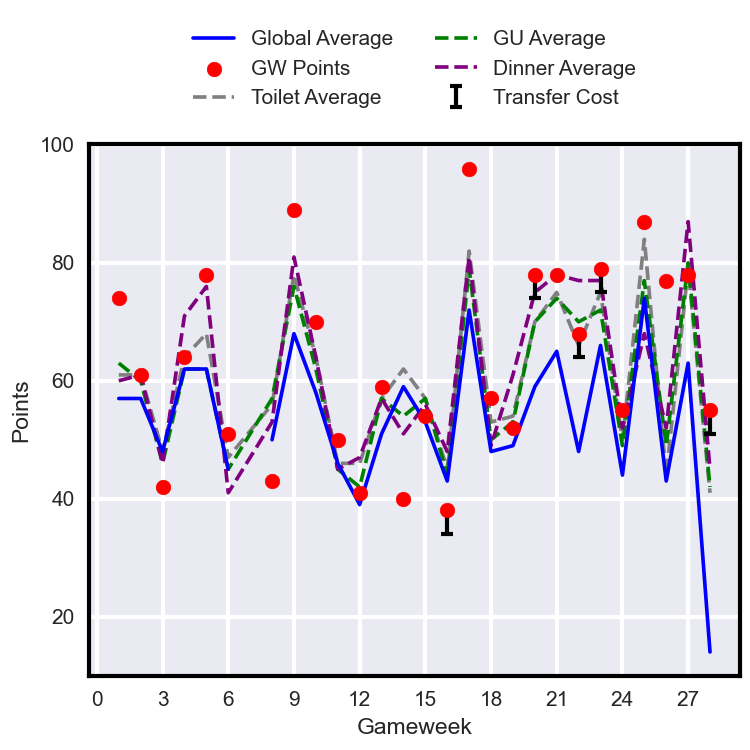 Global Average
GW Points
Toilet Average
GU Average
Dinner Average
Transfer Cost
100
80
60
40
20
Points
0 3 6 9 12 15 18 21 24 27
Gameweek